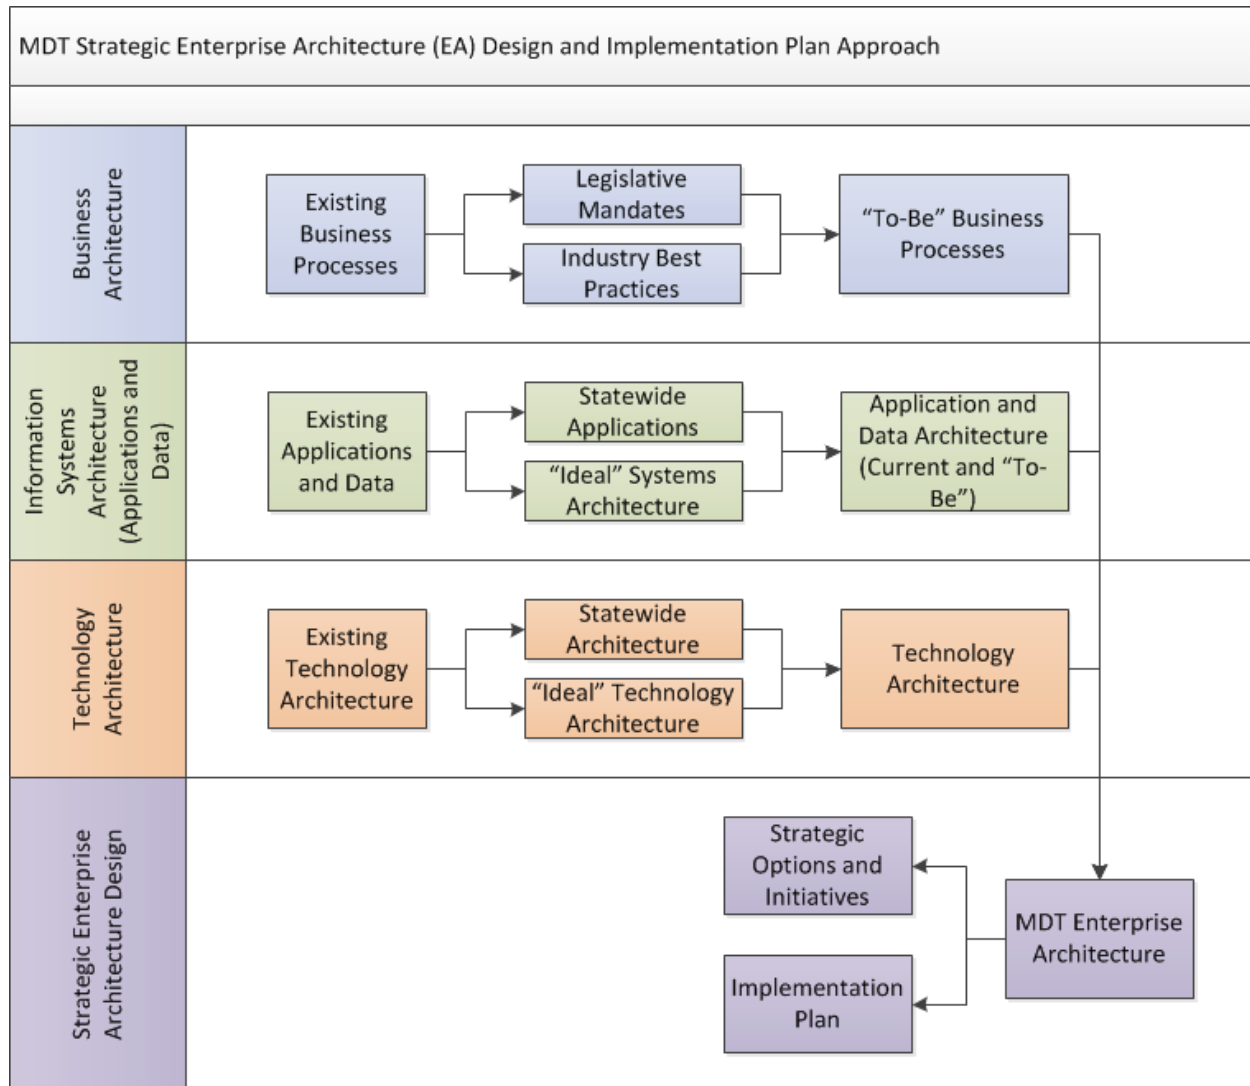 MDT Strategic Enterprise Architecture (EA) Design and Implementation Plan Approach
Business
Architecture
Existing
Business
Processes
Legislative
Mandates
Industry Best
Practices
“To-Be” Business
Processes
Information
Systems
Architecture
(Applications and
Data)
Existing
Applications
and Data
Statewide
Applications
“Ideal” Systems
Architecture
Application and
Data Architecture
(Current and “To-
Be”)
Technology
Architecture
Existing
Technology
Architecture
Statewide
Architecture
“Ideal” Technology
Architecture
Technology
Architecture
Strategic Enterprise
Architecture Design
Strategic
Options and
Initiatives
Implementation
Plan
MDT Enterprise
Architecture